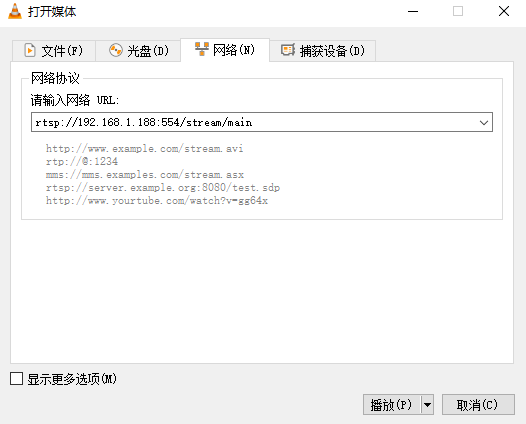 打开媒体
文件(F) 光盘(D) 网络(N) 捕获设备(D)
网络协议
请输入网络 URL:
rtsp://192.168.1.188:554/stream/main
http://www.example.com/stream.avi
rtp://@:1234
mms://mms.examples.com/stream.asx
rtsp://server.example.org:8080/test.sdp
http://www.yourtube.com/watch?v=gg64x
显示更多选项(M)
播放(P) 取消(C)